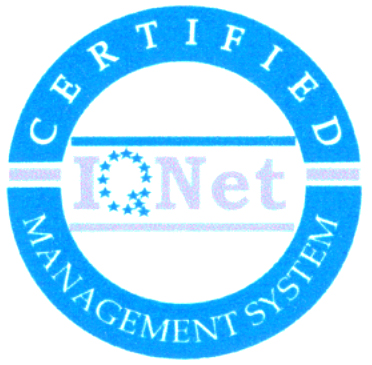 CERTIFIED
IQNet
MANAGEMENT SYSTEM